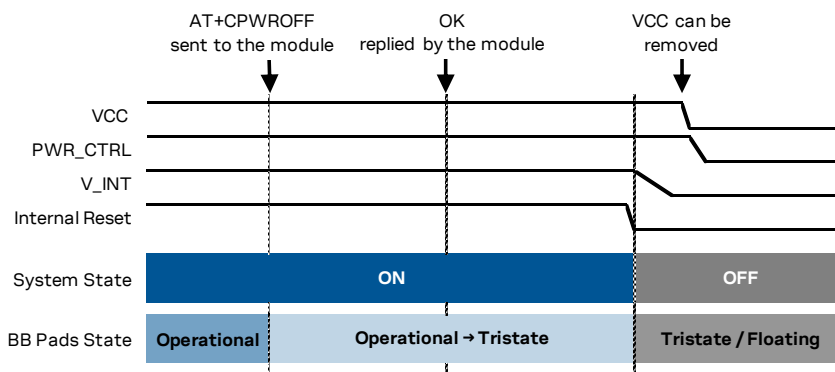 AT+CPWROFF
sent to the module
OK
replied by the module
VCC can be
removed
VCC
PWR_CTRL
V_INT
Internal Reset
System State
ON
OFF
BB Pads State
Operational
Operational → Tristate
Tristate / Floating